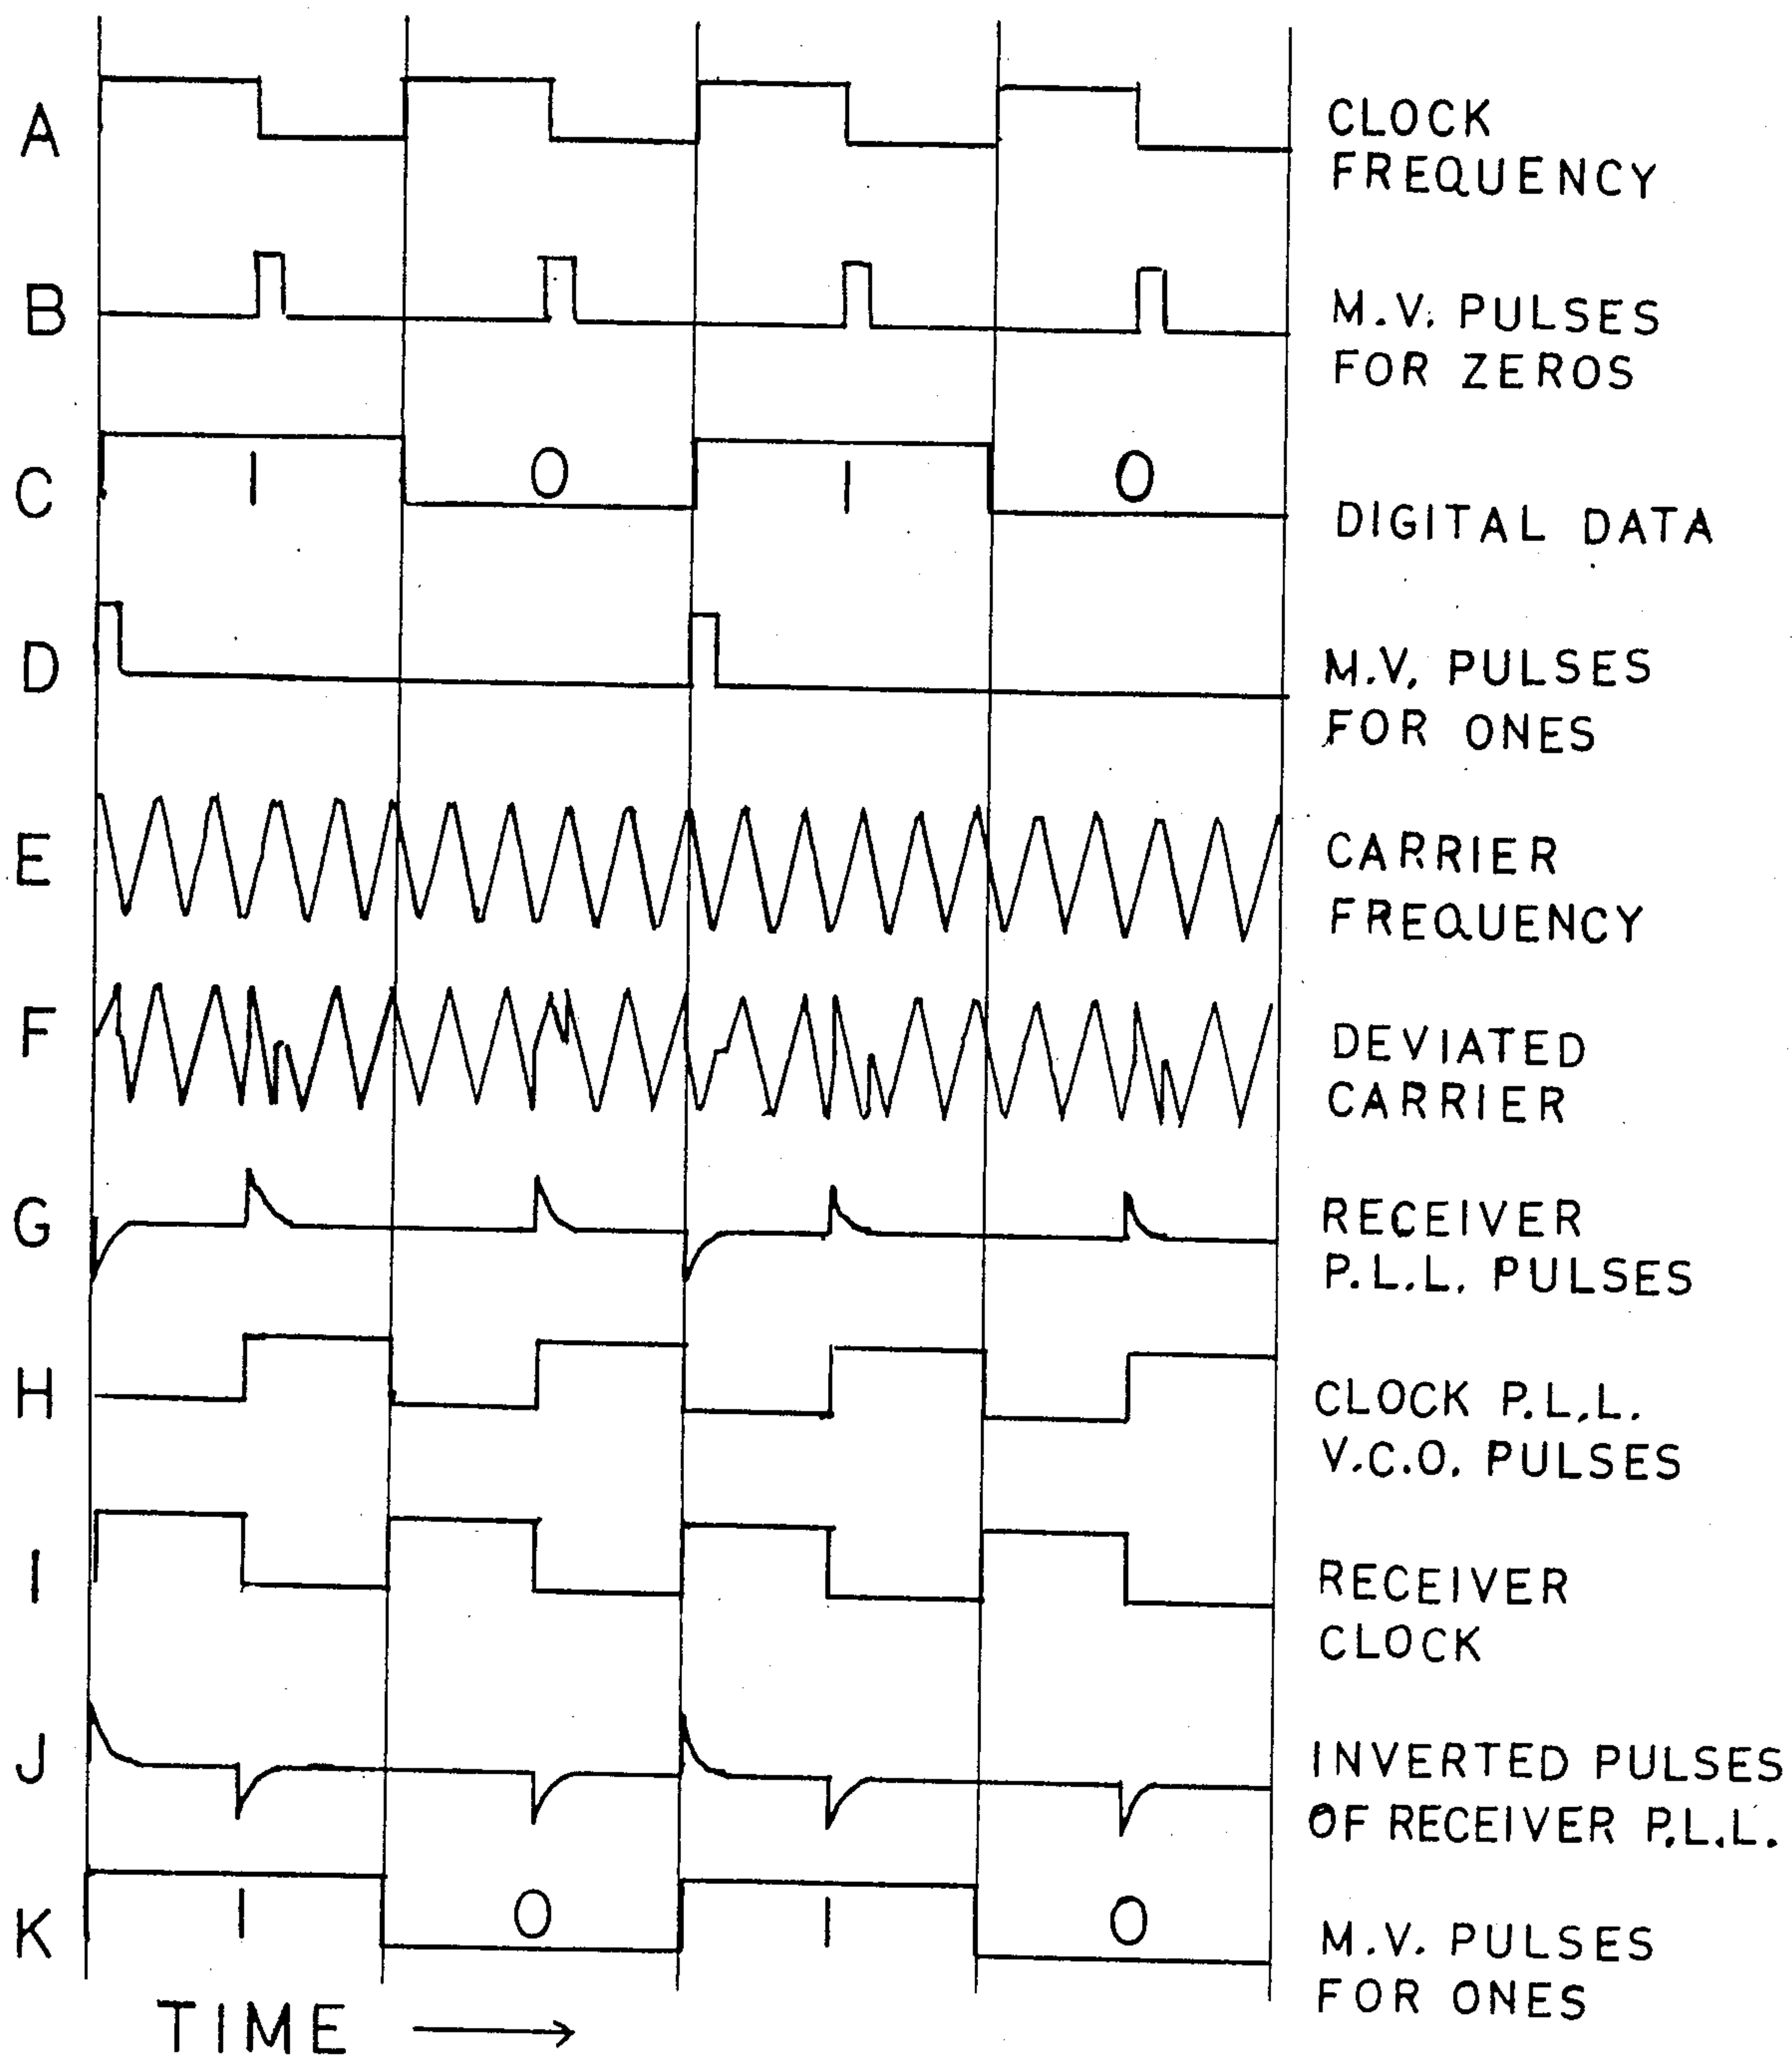 A
CLOCK
FREQUENCY
B
M.V. PULSES
FOR ZEROS
1 0 1 0
C
DIGITAL DATA
D
M.V. PULSES
FOR ONES
E
CARRIER
FREQUENCY
F
DEVIATED
CARRIER
G
RECEIVER
P.L.L. PULSES
H
CLOCK P.L.L.
V.C.O. PULSES
I
RECEIVER
CLOCK
J
INVERTED PULSES
OF RECEIVER P.L.L.
1 0 1 0
K
M.V. PULSES
FOR ONES
TIME